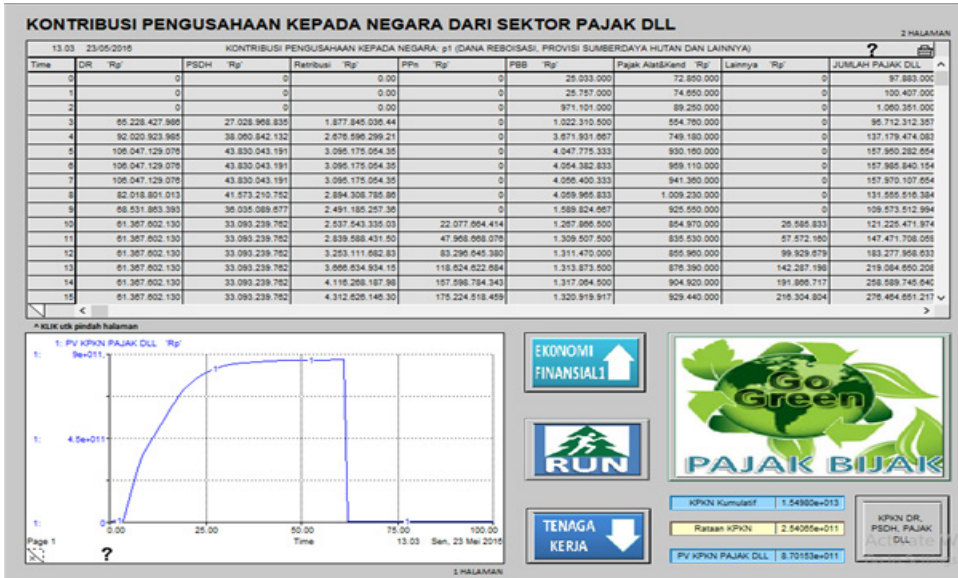 KONTRIBUSI PENGUSAHAAN KEPADA NEGARA DARI SEKTOR PAJAK DLL
2 HALAMAN
13.03 23/05/2016 KONTRIBUSI PENGUSAHAAN KEPADA NEGARA: p1 (DANA REBOISASI, PROVISI SUMBERDAYA HUTAN DAN LAINNYA) ?
Time DR 'Rp' PSDH 'Rp' Retribusi 'Rp' PPn 'Rp' PBB 'Rp' Pajak Alat&Kend 'Rp' Lainnya 'Rp' JUMLAH PAJAK DLL
0 0 0 0.00 0 25.033.000 72.850.000 0 97.883.000
1 0 0 0.00 0 25.757.000 74.650.000 0 100.407.000
2 0 0 0.00 0 971.101.000 89.250.000 0 1.060.351.000
3 65.228.427.986 27.028.968.835 1.877.845.036.44 0 1.022.310.500 554.760.000 0 95.712.312.357
4 92.020.923.985 38.060.842.132 2.676.596.299.21 0 3.671.931.667 749.180.000 0 137.179.474.083
5 106.047.129.076 43.830.043.191 3.095.175.054.35 0 4.047.775.333 930.160.000 0 157.950.282.654
6 106.047.129.076 43.830.043.191 3.095.175.054.35 0 4.054.382.833 959.110.000 0 157.985.840.154
7 106.047.129.076 43.830.043.191 3.095.175.054.35 0 4.056.400.333 941.360.000 0 157.970.107.654
8 82.018.801.013 41.573.210.752 2.894.308.785.86 0 4.059.965.833 1.009.230.000 0 131.555.516.384
9 68.531.863.393 36.035.089.677 2.491.185.257.36 0 1.589.824.667 925.550.000 0 109.573.512.994
10 61.367.602.130 33.093.239.762 2.537.543.335.03 22.077.664.414 1.267.866.500 854.970.000 26.585.833 121.225.471.974
11 61.367.602.130 33.093.239.762 2.839.588.431.50 47.968.668.076 1.309.507.500 835.530.000 57.572.160 147.471.708.059
12 61.367.602.130 33.093.239.762 3.253.111.682.83 83.296.645.380 1.311.470.000 855.960.000 99.929.679 183.277.958.633
13 61.367.602.130 33.093.239.762 3.666.634.934.15 118.624.622.684 1.313.873.500 876.390.000 142.287.198 219.084.650.208
14 61.367.602.130 33.093.239.762 4.116.268.187.98 157.598.784.343 1.317.064.500 904.920.000 191.866.717 258.589.745.640
15 61.367.602.130 33.093.239.762 4.312.626.146.30 175.224.518.459 1.320.919.917 929.440.000 216.304.804 276.464.651.217
^ KLIK utk pindah halaman
1: PV KPKN PAJAK DLL 'Rp'
1: 9e+011
1: 4.5e+011
1: 0
1 1 1 1
0.00 25.00 50.00 75.00 100.00
Page 1 Time 13.03 Sen, 23 Mei 2016
?
1 HALAMAN
EKONOMI
FINANSIAL1
RUN
TENAGA
KERJA
Go
Green
PAJAK BIJAK
KPKN Kumulatif 1.54980e+013
Rataan KPKN 2.54065e+011
PV KPKN PAJAK DLL 8.70153e+011
KPKN DR,
PSDH, PAJAK
DLL